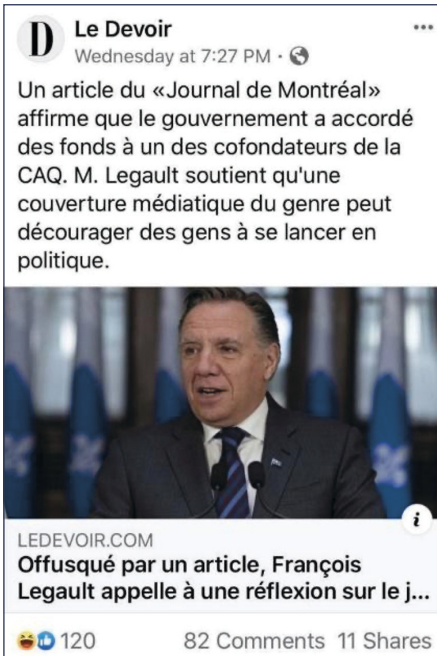 D
Le Devoir
Wednesday at 7:27 PM ·
Un article du «Journal de Montréal»
affirme que le gouvernement a accordé
des fonds à un des cofondateurs de la
CAQ. M. Legault soutient qu'une
couverture médiatique du genre peut
décourager des gens à se lancer en
politique.
i
LEDEVOIR.COM
Offusqué par un article, François
Legault appelle à une réflexion sur le j...
120 82 Comments 11 Shares